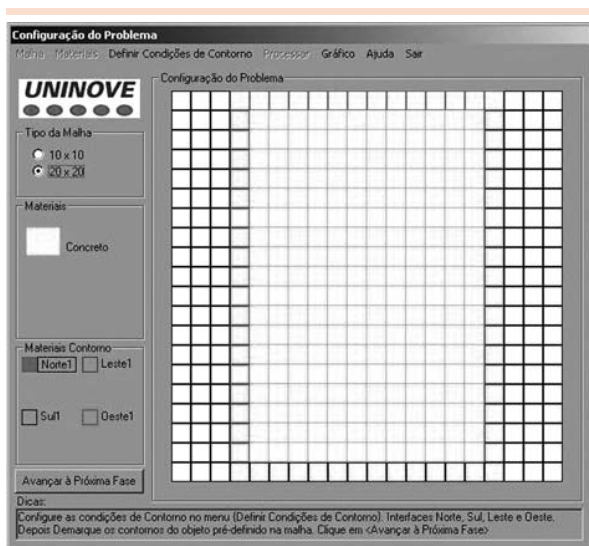 Configuração do Problema
Malha Materiais Definir Condições de Contorno Processar Gráfico Ajuda Sair
UNINOVE
Configuração do Problema
Tipo da Malha
10 x 10
20 x 20
Materiais
Concreto
Materiais Contorno
Norte1 Leste1
Sul1 Oeste1
Avançar à Próxima Fase
Dicas:
Configure as condições de Contorno no menu (Definir Condições de Contorno). Interfaces Norte, Sul, Leste e Oeste.
Depois Demarque os contornos do objeto pré-definido na malha. Clique em <Avançar à Próxima Fase>